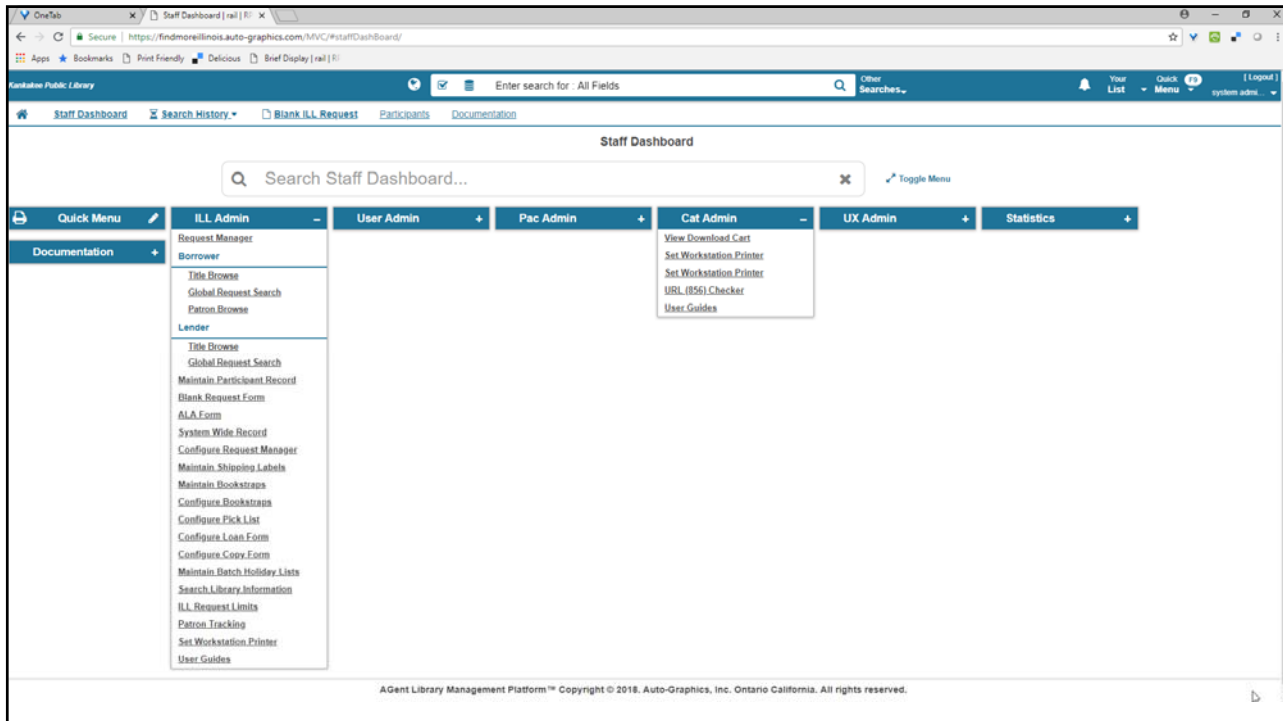 OneTab
Staff Dashboard | rail | RF
Secure | https://findmoreillinois.auto-graphics.com/MVC/#staffDashBoard/
Apps Bookmarks Print Friendly Delicious Brief Display | rail | RF
Kankakee Public Library
Enter search for : All Fields
Other Searches
Your List
Quick Menu F9
[Logout]
system admi...
Staff Dashboard Search History Blank ILL Request Participants Documentation
Staff Dashboard
Search Staff Dashboard...
Toggle Menu
Quick Menu
Documentation +
ILL Admin –
Request Manager
Borrower
Title Browse
Global Request Search
Patron Browse
Lender
Title Browse
Global Request Search
Maintain Participant Record
Blank Request Form
ALA Form
System Wide Record
Configure Request Manager
Maintain Shipping Labels
Maintain Bookstraps
Configure Bookstraps
Configure Pick List
Configure Loan Form
Configure Copy Form
Maintain Batch Holiday Lists
Search Library Information
ILL Request Limits
Patron Tracking
Set Workstation Printer
User Guides
User Admin +
Pac Admin +
Cat Admin –
View Download Cart
Set Workstation Printer
Set Workstation Printer
URL (856) Checker
User Guides
UX Admin +
Statistics +
AGent Library Management Platform™ Copyright © 2018. Auto-Graphics, Inc. Ontario California. All rights reserved.